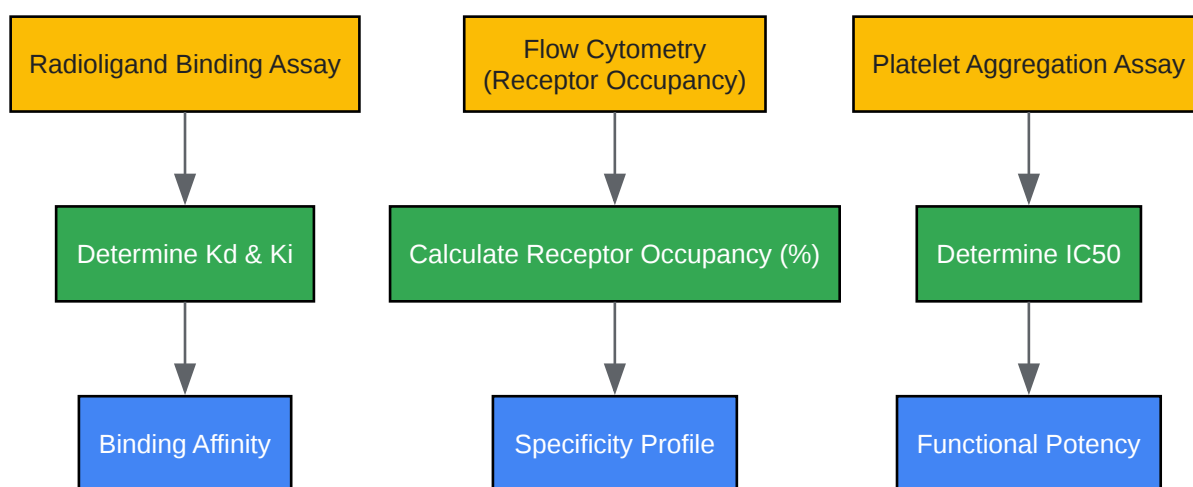 Radioligand Binding Assay
Flow Cytometry
(Receptor Occupancy)
Platelet Aggregation Assay
Determine Kd & Ki
Calculate Receptor Occupancy (%)
Determine IC50
Binding Affinity
Specificity Profile
Functional Potency